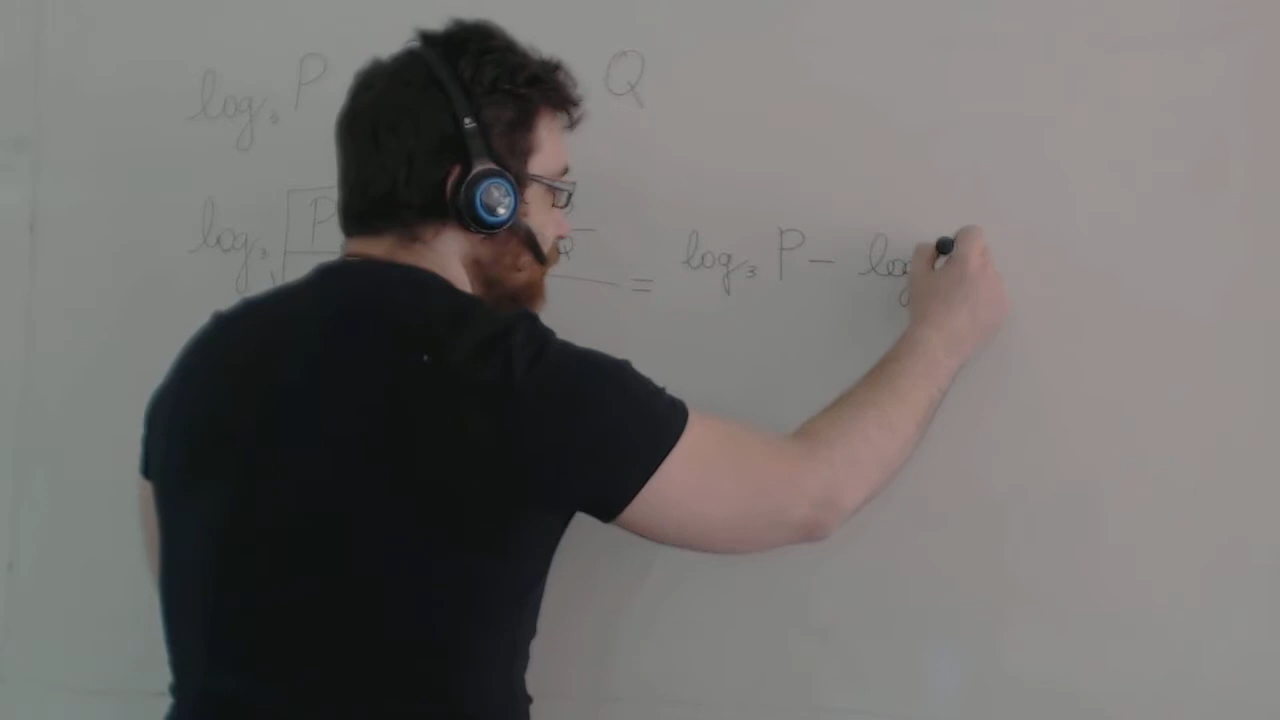 log₃ P Q
log₃ P Q = log₃ P - log